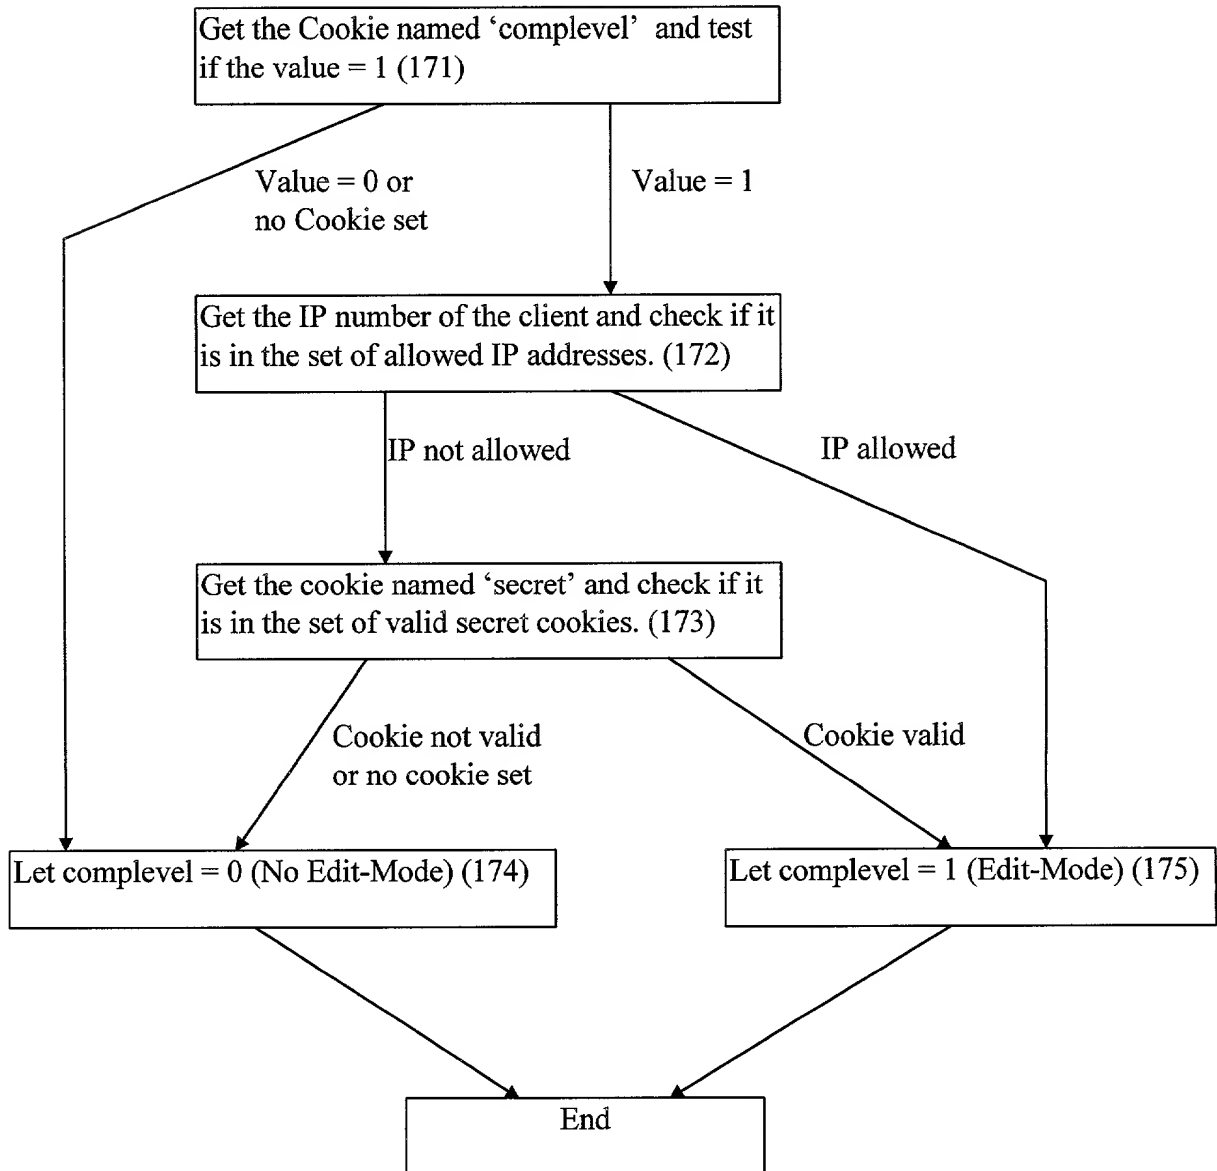 Get the Cookie named ‘complevel’ and test
if the value = 1 (171)
Value = 0 or
no Cookie set
Value = 1
Get the IP number of the client and check if it
is in the set of allowed IP addresses. (172)
IP not allowed
IP allowed
Get the cookie named ‘secret’ and check if it
is in the set of valid secret cookies. (173)
Cookie not valid
or no cookie set
Cookie valid
Let complevel = 0 (No Edit-Mode) (174)
Let complevel = 1 (Edit-Mode) (175)
End